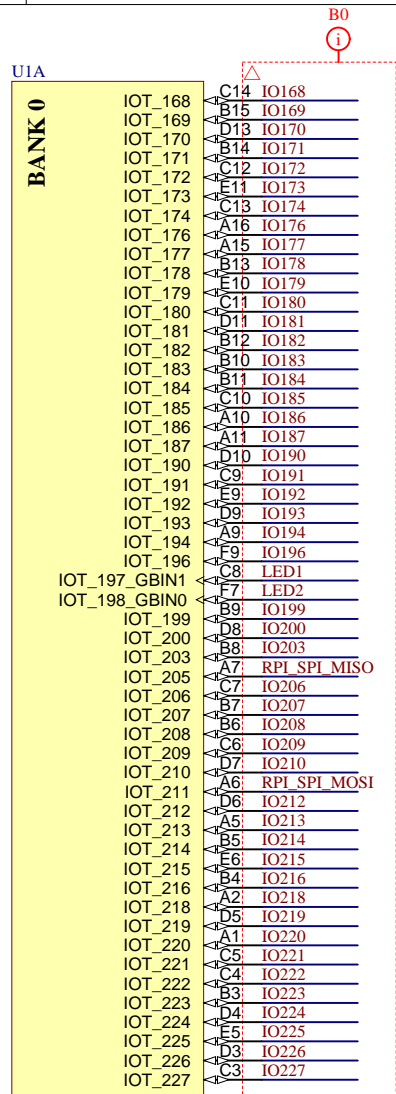 B0
i
U1A
BANK 0
IOT_168 C14 IO168
IOT_169 B15 IO169
IOT_170 D13 IO170
IOT_171 B14 IO171
IOT_172 C12 IO172
IOT_173 E11 IO173
IOT_174 C13 IO174
IOT_176 A16 IO176
IOT_177 A15 IO177
IOT_178 B13 IO178
IOT_179 E10 IO179
IOT_180 C11 IO180
IOT_181 D11 IO181
IOT_182 B12 IO182
IOT_183 B10 IO183
IOT_184 B11 IO184
IOT_185 C10 IO185
IOT_186 A10 IO186
IOT_187 A11 IO187
IOT_190 D10 IO190
IOT_191 C9 IO191
IOT_192 E9 IO192
IOT_193 D9 IO193
IOT_194 A9 IO194
IOT_196 F9 IO196
IOT_197_GBIN1 C8 LED1
IOT_198_GBIN0 F7 LED2
IOT_199 B9 IO199
IOT_200 D8 IO200
IOT_203 B8 IO203
IOT_205 A7 RPI_SPI_MISO
IOT_206 C7 IO206
IOT_207 B7 IO207
IOT_208 B6 IO208
IOT_209 C6 IO209
IOT_210 D7 IO210
IOT_211 A6 RPI_SPI_MOSI
IOT_212 D6 IO212
IOT_213 A5 IO213
IOT_214 B5 IO214
IOT_215 E6 IO215
IOT_216 B4 IO216
IOT_218 A2 IO218
IOT_219 D5 IO219
IOT_220 A1 IO220
IOT_221 C5 IO221
IOT_222 C4 IO222
IOT_223 B3 IO223
IOT_224 D4 IO224
IOT_225 E5 IO225
IOT_226 D3 IO226
IOT_227 C3 IO227